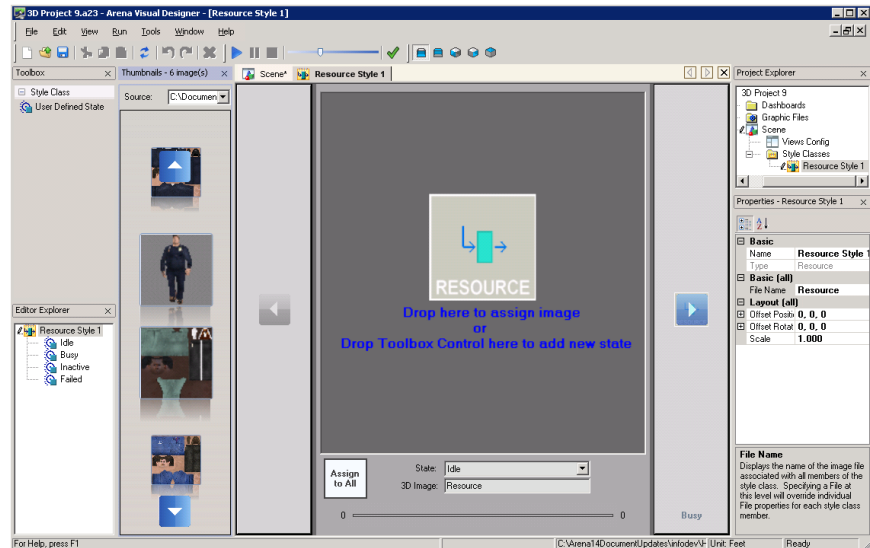 3D Project 9.a23 - Arena Visual Designer - [Resource Style 1]
File Edit View Run Tools Window Help
Toolbox
Style Class
User Defined State
Thumbnails - 6 image(s)
Source: C:\Documen
Scene*
Resource Style 1
RESOURCE
Drop here to assign image
or
Drop Toolbox Control here to add new state
Assign
to All
State: Idle
3D Image: Resource
0
0
Busy
Editor Explorer
Resource Style 1
Idle
Busy
Inactive
Failed
Project Explorer
3D Project 9
Dashboards
Graphic Files
Scene
Views Config
Style Classes
Resource Style 1
Properties - Resource Style 1
Basic
Name Resource Style 1
Type Resource
Basic (all)
File Name Resource
Layout (all)
Offset Positi 0, 0, 0
Offset Rotat 0, 0, 0
Scale 1.000
File Name
Displays the name of the image file
associated with all members of the
style class. Specifying a File at
this level will override individual
File properties for each style class
member.
For Help, press F1
C:\Arena14DocumentUpdates\infodev\H
Unit: Feet
Ready